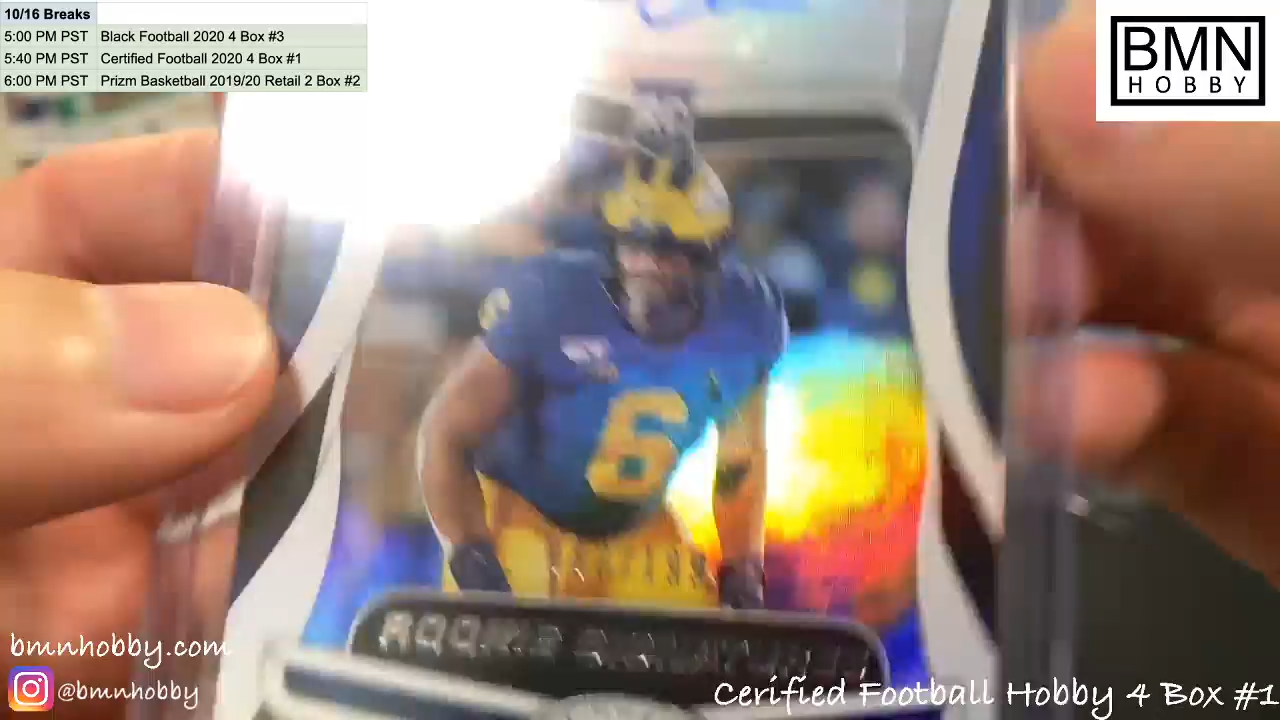 10/16 Breaks
5:00 PM PST Black Football 2020 4 Box #3
5:40 PM PST Certified Football 2020 4 Box #1
6:00 PM PST Prizm Basketball 2019/20 Retail 2 Box #2
BMN
HOBBY
6
6
bmnhobby.com
@bmnhobby
Cerified Football Hobby 4 Box #1